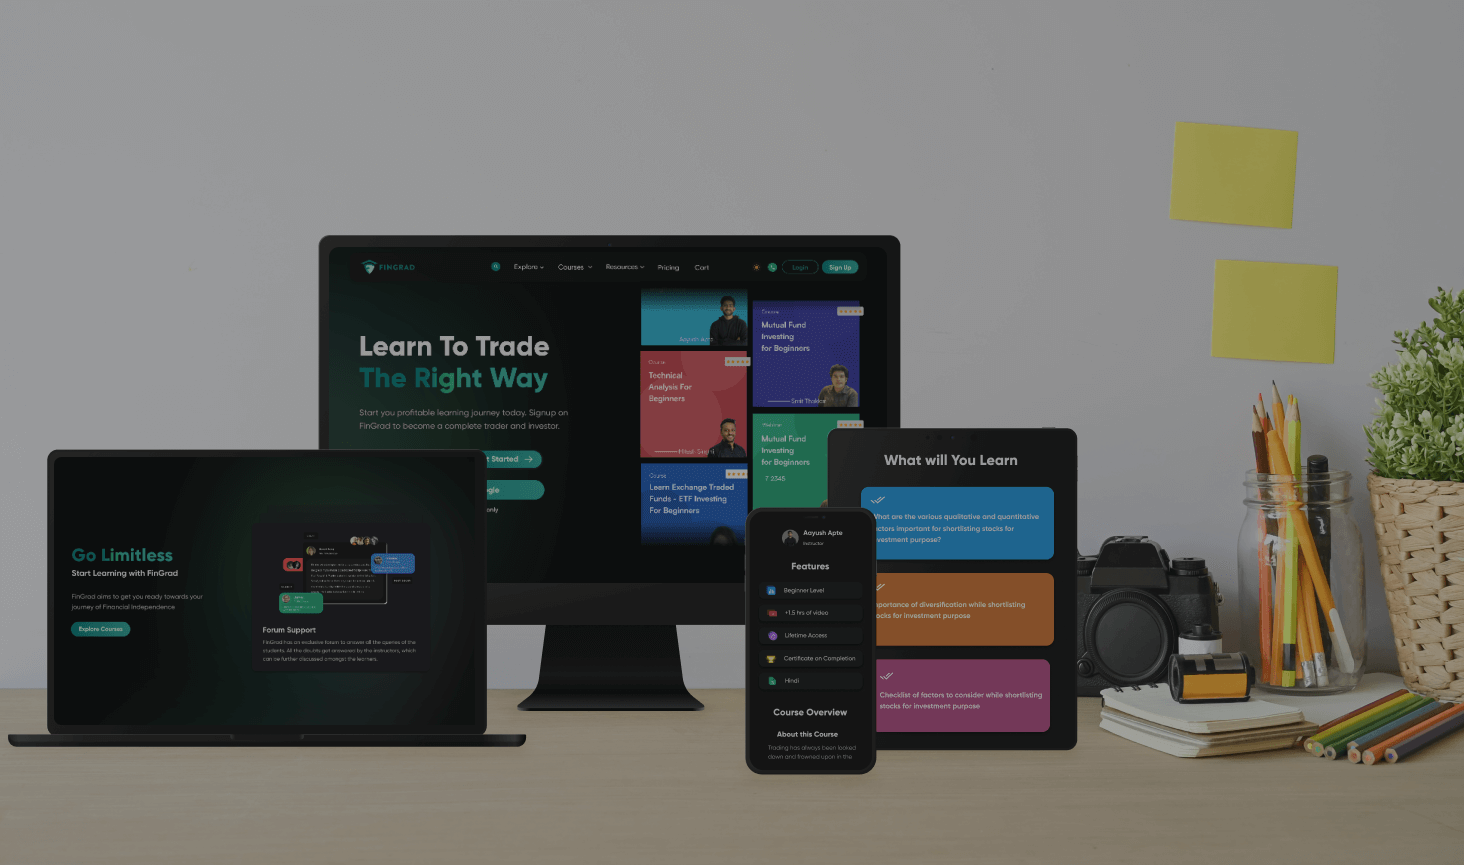 FINGRAD
Explore
Courses
Resources
Pricing
Cart
Login
Sign Up
Learn To Trade
The Right Way
Start you profitable learning journey today. Signup on
FinGrad to become a complete trader and investor.
Started
only
Course
Technical
Analysis For
Beginners
Course
Learn Exchange Traded
Funds - ETF Investing
For Beginners
Course
Mutual Fund
Investing
for Beginners
Smit Thakkar
Mutual Fund
Investing
for Beginners
2345
Go Limitless
Start Learning with FinGrad
FinGrad aims to get you ready towards your
journey of Financial Independence
Explore Courses
Forum Support
FinGrad has an exclusive forum to answer all the queries of the
students. All the doubts get answered by the instructors, which
can be further discussed amongst the learners.
Aayush Apte
Instructor
Features
Beginner Level
+1.5 hrs of video
Lifetime Access
Certificate on Completion
Hindi
Course Overview
About this Course
Trading has always been looked
down and frowned upon in the
What will You Learn
What are the various qualitative and quantitative
factors important for shortlisting stocks for
investment purpose?
Importance of diversification while shortlisting
stocks for investment purpose
Checklist of factors to consider while shortlisting
stocks for investment purpose